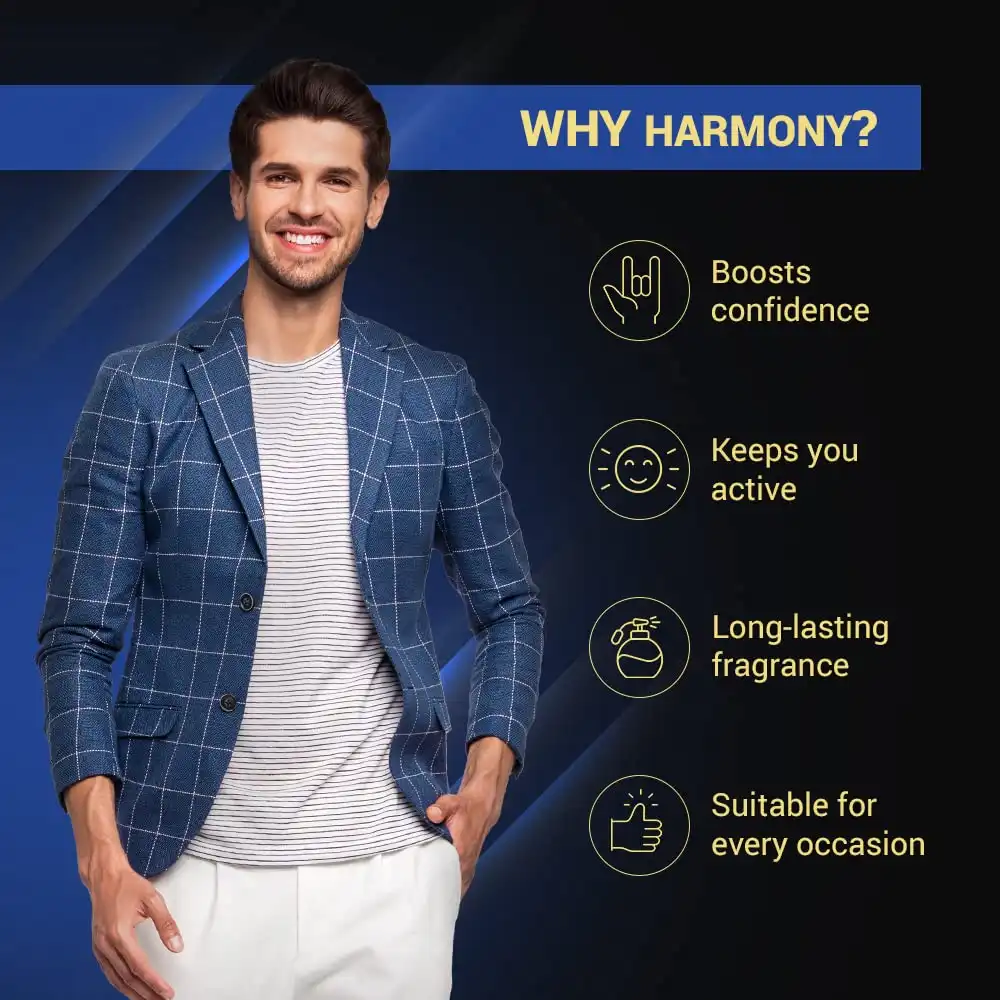 WHY HARMONY?
Boosts
confidence
Keeps you
active
Long-lasting
fragrance
Suitable for
every occasion